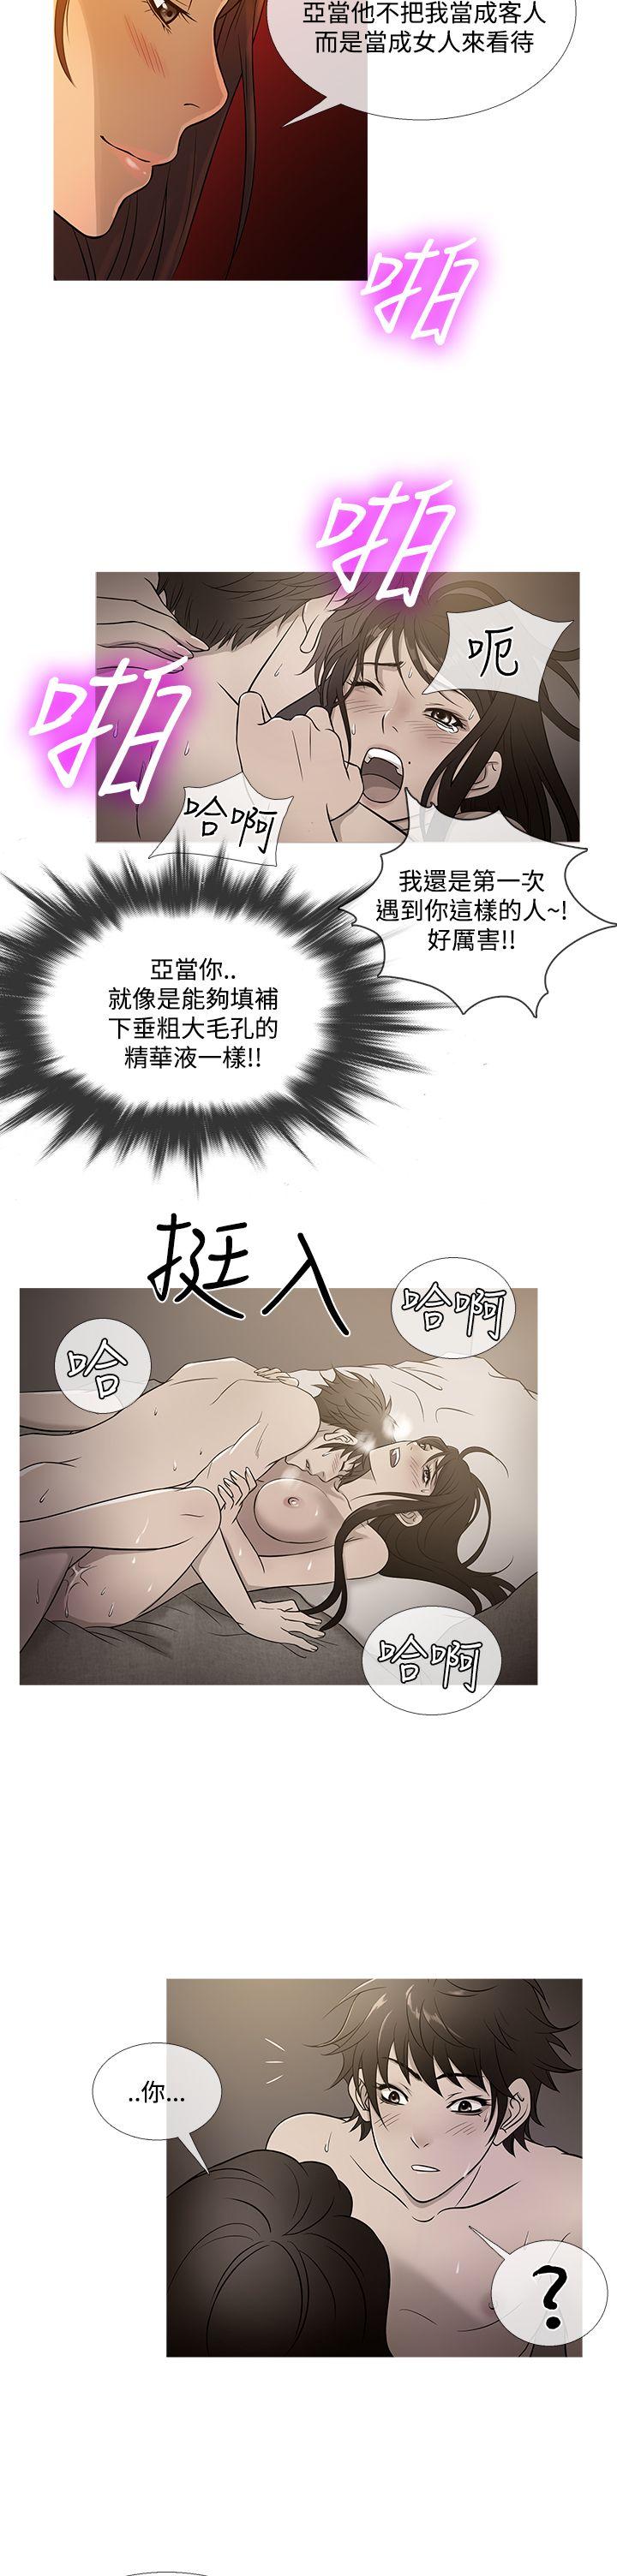 亞當他不把我當成客人
而是當成女人來看待
啪
啪
呃
啪
哈啊
我還是第一次
遇到你這樣的人~!
好厲害!!
亞當你..
就像是能夠填補
下垂粗大毛孔的
精華液一樣!!
挺入
哈啊
哈
哈啊
..你...
?